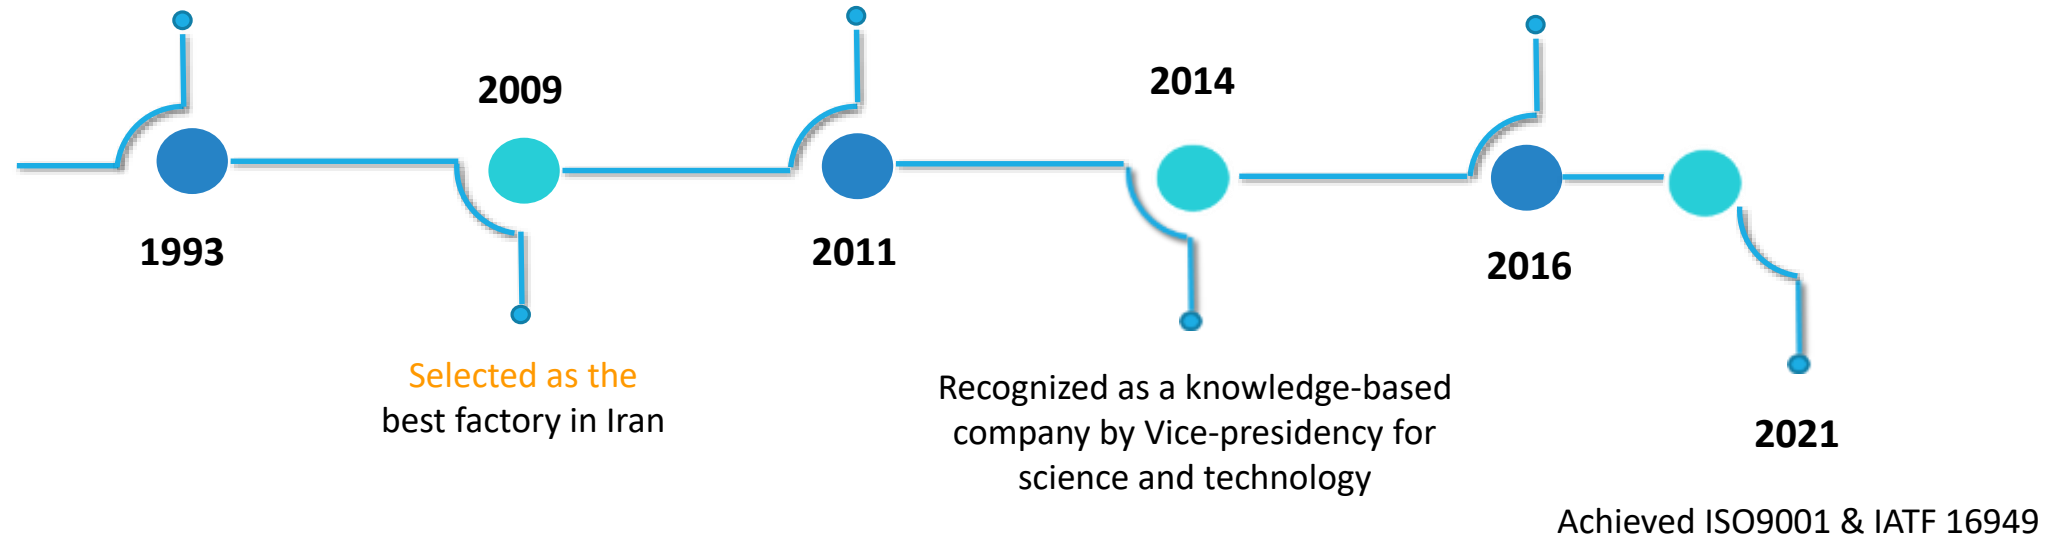 1993
2009
Selected as the
best factory in Iran
2011
2014
Recognized as a knowledge-based
company by Vice-presidency for
science and technology
2016
2021
Achieved ISO9001 & IATF 16949